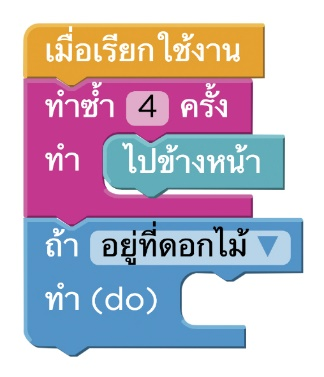 เมื่อเรียกใช้งาน
ทำซ้ำ 4 ครั้ง
ทำ ไปข้างหน้า
ถ้า อยู่ที่ดอกไม้
ทำ (do)